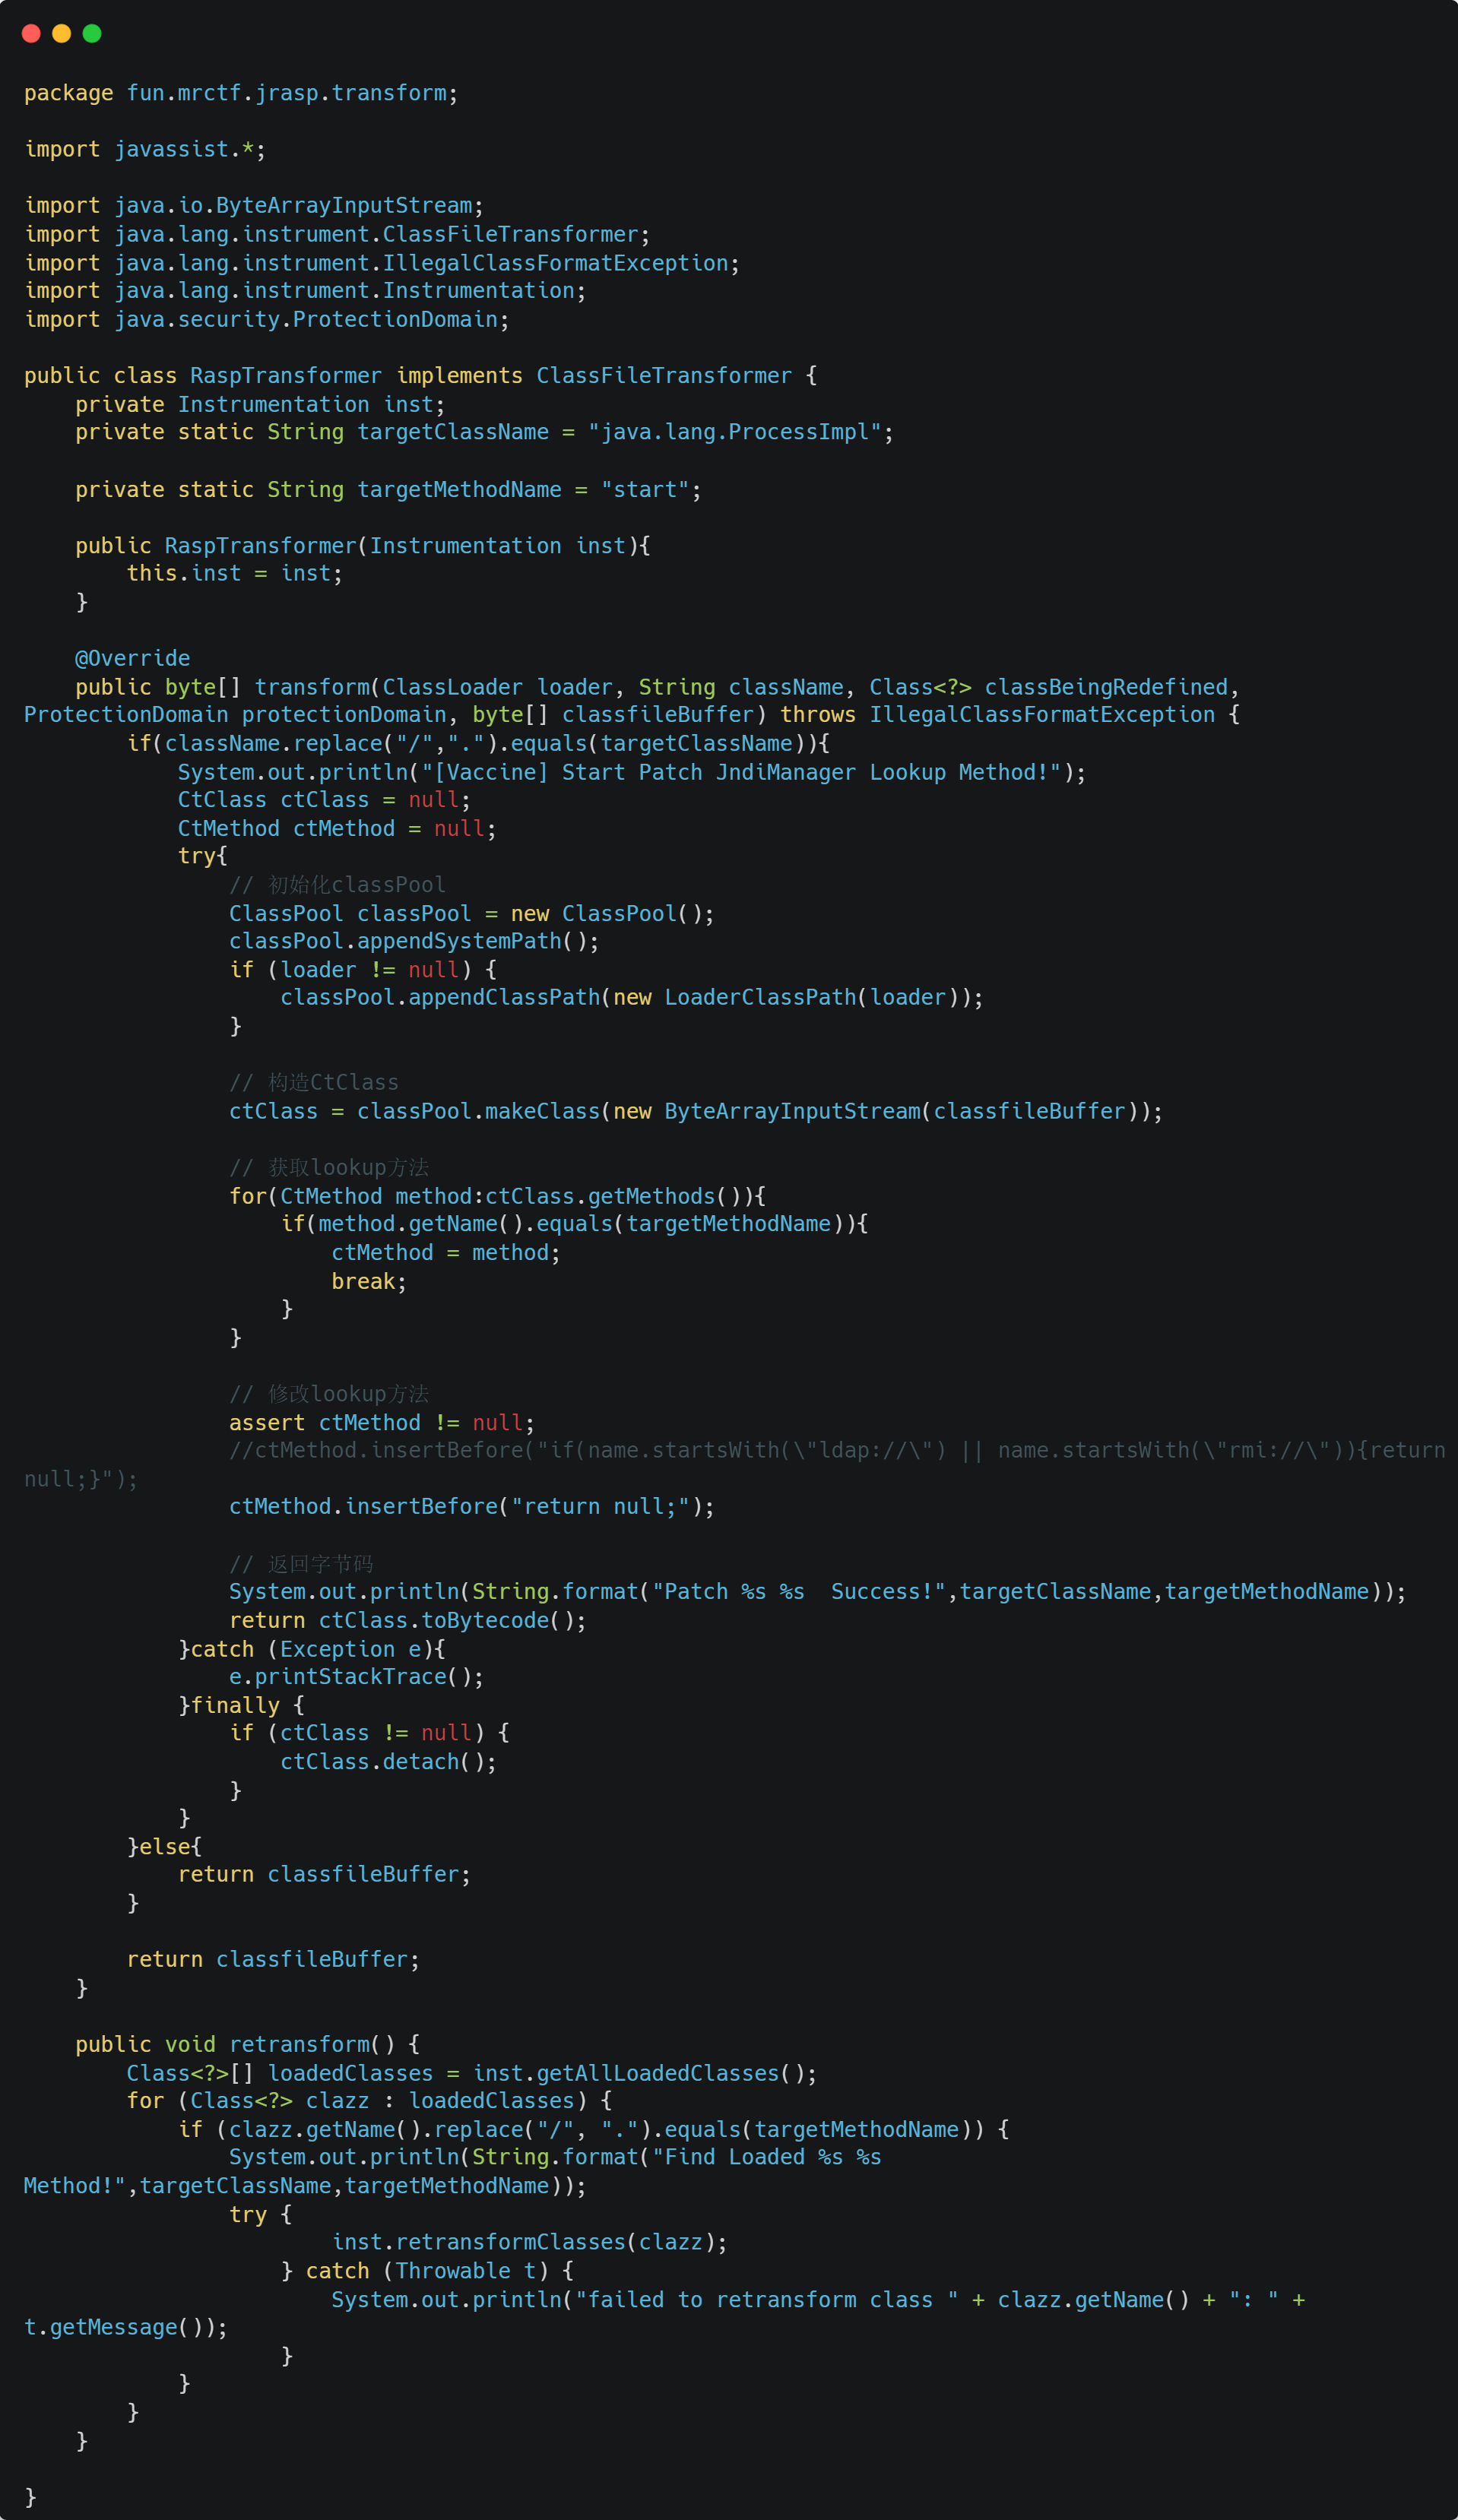 package fun.mrctf.jrasp.transform;

import javassist.*;

import java.io.ByteArrayInputStream;
import java.lang.instrument.ClassFileTransformer;
import java.lang.instrument.IllegalClassFormatException;
import java.lang.instrument.Instrumentation;
import java.security.ProtectionDomain;

public class RaspTransformer implements ClassFileTransformer {
    private Instrumentation inst;
    private static String targetClassName = "java.lang.ProcessImpl";

    private static String targetMethodName = "start";

    public RaspTransformer(Instrumentation inst){
        this.inst = inst;
    }

    @Override
    public byte[] transform(ClassLoader loader, String className, Class<?> classBeingRedefined,
ProtectionDomain protectionDomain, byte[] classfileBuffer) throws IllegalClassFormatException {
        if(className.replace("/",".").equals(targetClassName)){
            System.out.println("[Vaccine] Start Patch JndiManager Lookup Method!");
            CtClass ctClass = null;
            CtMethod ctMethod = null;
            try{
                // 初始化classPool
                ClassPool classPool = new ClassPool();
                classPool.appendSystemPath();
                if (loader != null) {
                    classPool.appendClassPath(new LoaderClassPath(loader));
                }

                // 构造CtClass
                ctClass = classPool.makeClass(new ByteArrayInputStream(classfileBuffer));

                // 获取lookup方法
                for(CtMethod method:ctClass.getMethods()){
                    if(method.getName().equals(targetMethodName)){
                        ctMethod = method;
                        break;
                    }
                }

                // 修改lookup方法
                assert ctMethod != null;
                //ctMethod.insertBefore("if(name.startsWith(\"ldap://\") || name.startsWith(\"rmi://\")){return
null;}");
                ctMethod.insertBefore("return null;");

                // 返回字节码
                System.out.println(String.format("Patch %s %s  Success!",targetClassName,targetMethodName));
                return ctClass.toBytecode();
            }catch (Exception e){
                e.printStackTrace();
            }finally {
                if (ctClass != null) {
                    ctClass.detach();
                }
            }
        }else{
            return classfileBuffer;
        }

        return classfileBuffer;
    }

    public void retransform() {
        Class<?>[] loadedClasses = inst.getAllLoadedClasses();
        for (Class<?> clazz : loadedClasses) {
            if (clazz.getName().replace("/", ".").equals(targetMethodName)) {
                System.out.println(String.format("Find Loaded %s %s
Method!",targetClassName,targetMethodName));
                try {
                        inst.retransformClasses(clazz);
                    } catch (Throwable t) {
                        System.out.println("failed to retransform class " + clazz.getName() + ": " +
t.getMessage());
                    }
            }
        }
    }

}